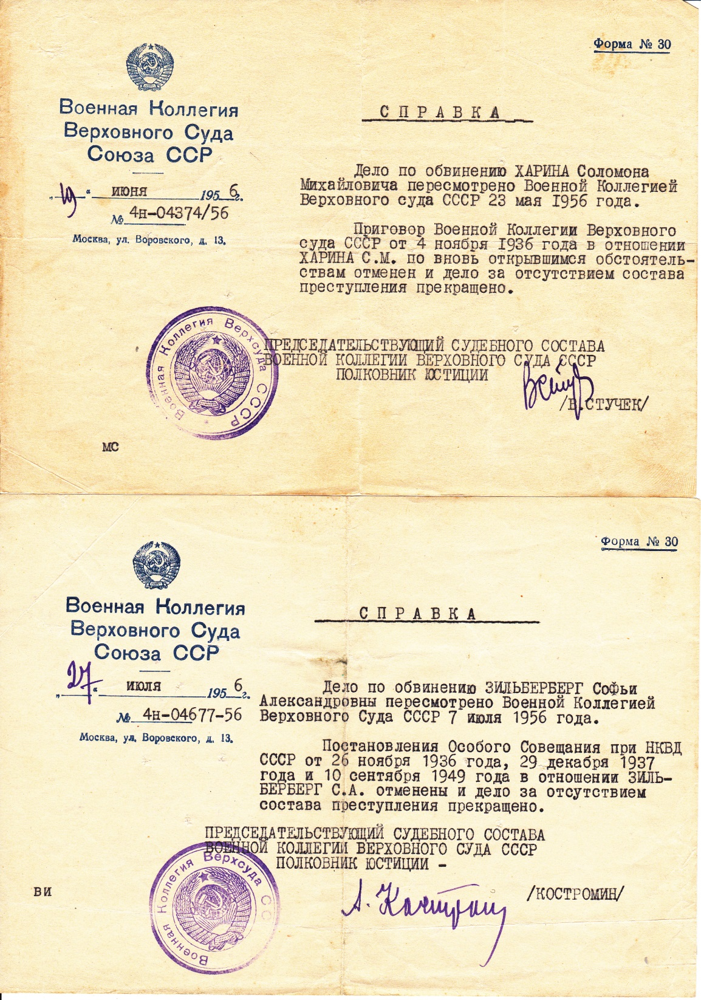 Форма № 30
Военная Коллегия
Верховного Суда
Союза ССР
„19“ июня 1956г.
№ 4н-04374/56
Москва, ул. Воровского, д. 13.
СПРАВКА
Дело по обвинению ХАРИНА Соломона
Михайловича пересмотрено Военной Коллегией
Верховного суда СССР 23 мая 1956 года.
Приговор Военной Коллегии Верховного
суда СССР от 4 ноября 1936 года в отношении
ХАРИНА С.М. по вновь открывшимся обстоятель-
ствам отменен и дело за отсутствием состава
преступления прекращено.
ПРЕДСЕДАТЕЛЬСТВУЮЩИЙ СУДЕБНОГО СОСТАВА
ВОЕННОЙ КОЛЛЕГИИ ВЕРХОВНОГО СУДА СССР
ПОЛКОВНИК ЮСТИЦИИ
/В.СТУЧЕК/
Военная Коллегия Верхсуда СССР
МС
Форма № 30
Военная Коллегия
Верховного Суда
Союза ССР
„27“ июля 1956г.
№ 4н-04677-56
Москва, ул. Воровского, д. 13.
СПРАВКА
Дело по обвинению ЗИЛЬБЕРБЕРГ Софьи
Александровны пересмотрено Военной Коллегией
Верховного Суда СССР 7 июля 1956 года.
Постановления Особого Совещания при НКВД
СССР от 26 ноября 1936 года, 29 декабря 1937
года и 10 сентября 1949 года в отношении ЗИЛЬ-
БЕРБЕРГ С.А. отменены и дело за отсутствием
состава преступления прекращено.
ПРЕДСЕДАТЕЛЬСТВУЮЩИЙ СУДЕБНОГО СОСТАВА
ВОЕННОЙ КОЛЛЕГИИ ВЕРХОВНОГО СУДА СССР
ПОЛКОВНИК ЮСТИЦИИ -
А. Костромин
/КОСТРОМИН/
Военная Коллегия Верхсуда СС
ВИ